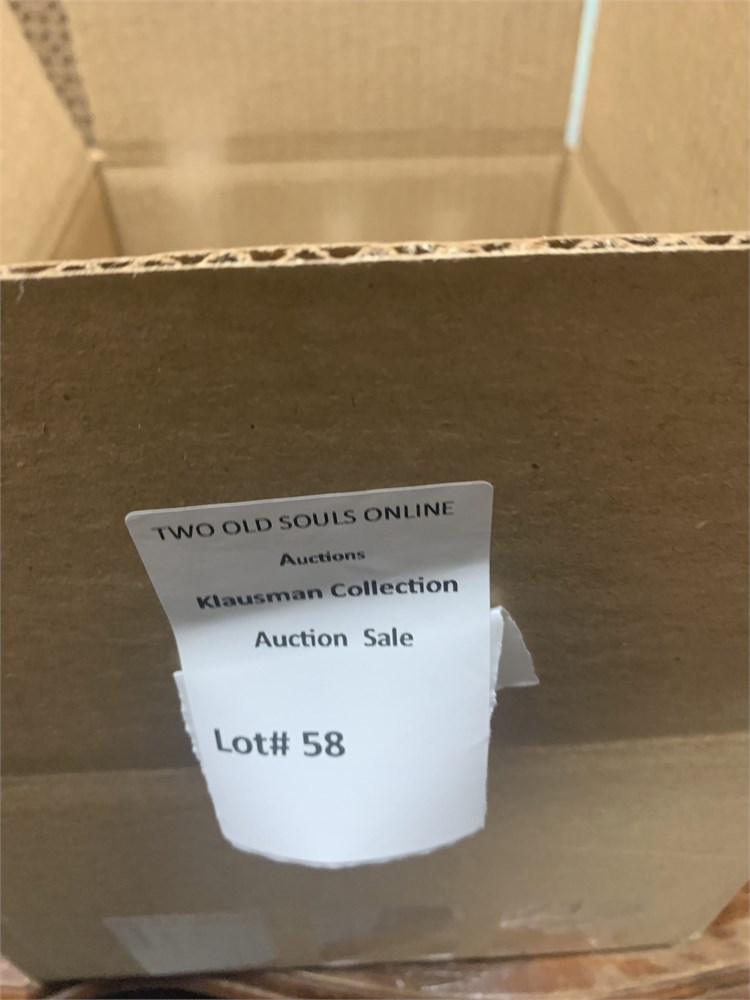 TWO OLD SOULS ONLINE
Auctions
Klausman Collection
Auction Sale
Lot# 58